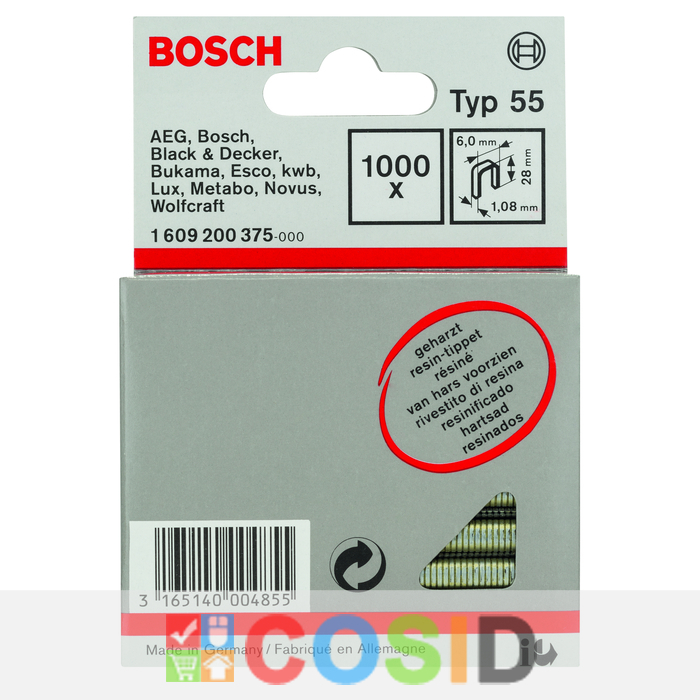 BOSCH
Typ 55
AEG, Bosch,
Black & Decker,
Bukama, Esco, kwb,
Lux, Metabo, Novus,
Wolfcraft
1 609 200 375-000
1000
x
6,0 mm
28 mm
1,08 mm
geharzt
resin-tippet
résiné
van hars voorzien
rivestito di resina
resinificado
hartsad
resinados
3 165140 004855
Made in Germany / Fabriqué en Allemagne
COSID
it